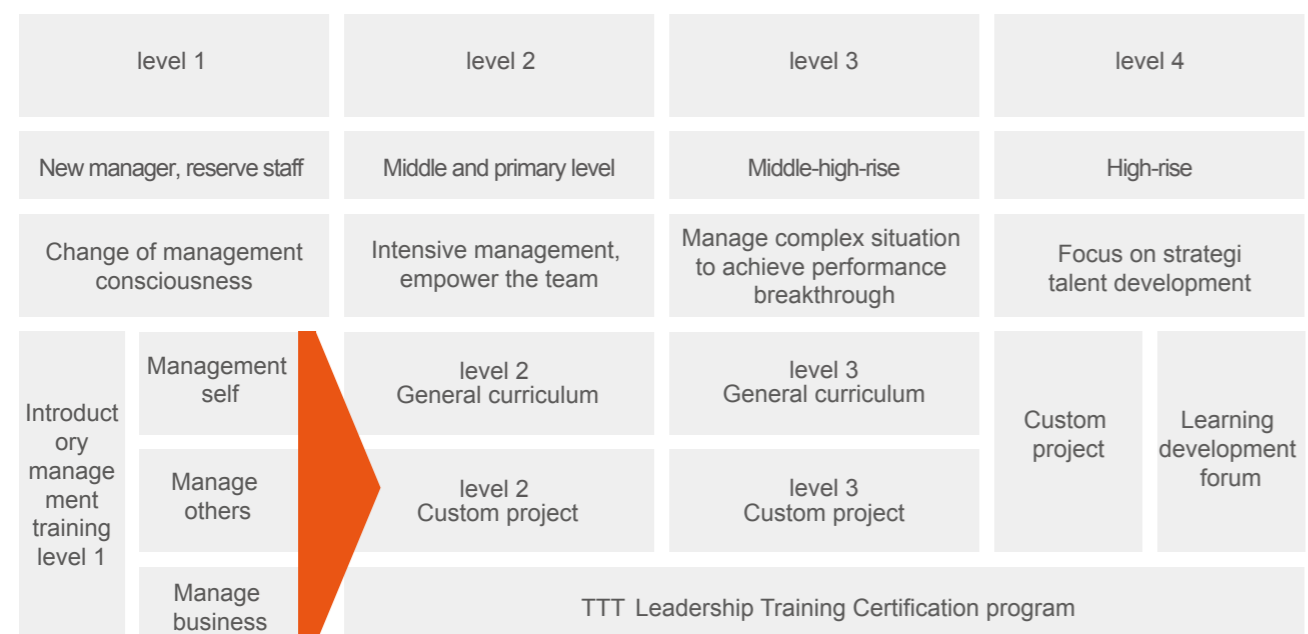 level 1
level 2
level 3
level 4
New manager, reserve staff
Middle and primary level
Middle-high-rise
High-rise
Change of management
consciousness
Intensive management,
empower the team
Manage complex situation
to achieve performance
breakthrough
Focus on strategi
talent development
Introduct
ory
manage
ment
training
level 1
Management
self
level 2
General curriculum
level 3
General curriculum
Custom
project
Learning
development
forum
Manage
others
level 2
Custom project
level 3
Custom project
Manage
business
TTT Leadership Training Certification program